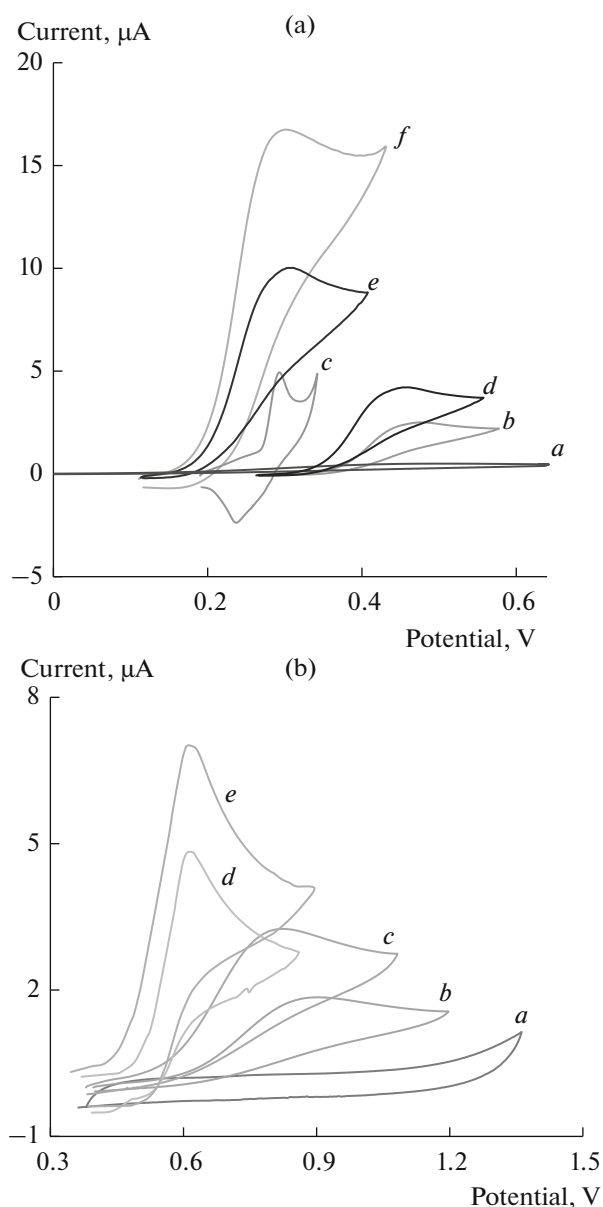 (a)
Current, μA
20
15
10
5
0
−5
0 0.2 0.4 0.6
Potential, V
f
e
c
d
b
a
(b)
Current, μA
8
5
2
−1
0.3 0.6 0.9 1.2 1.5
Potential, V
e
d
c
b
a